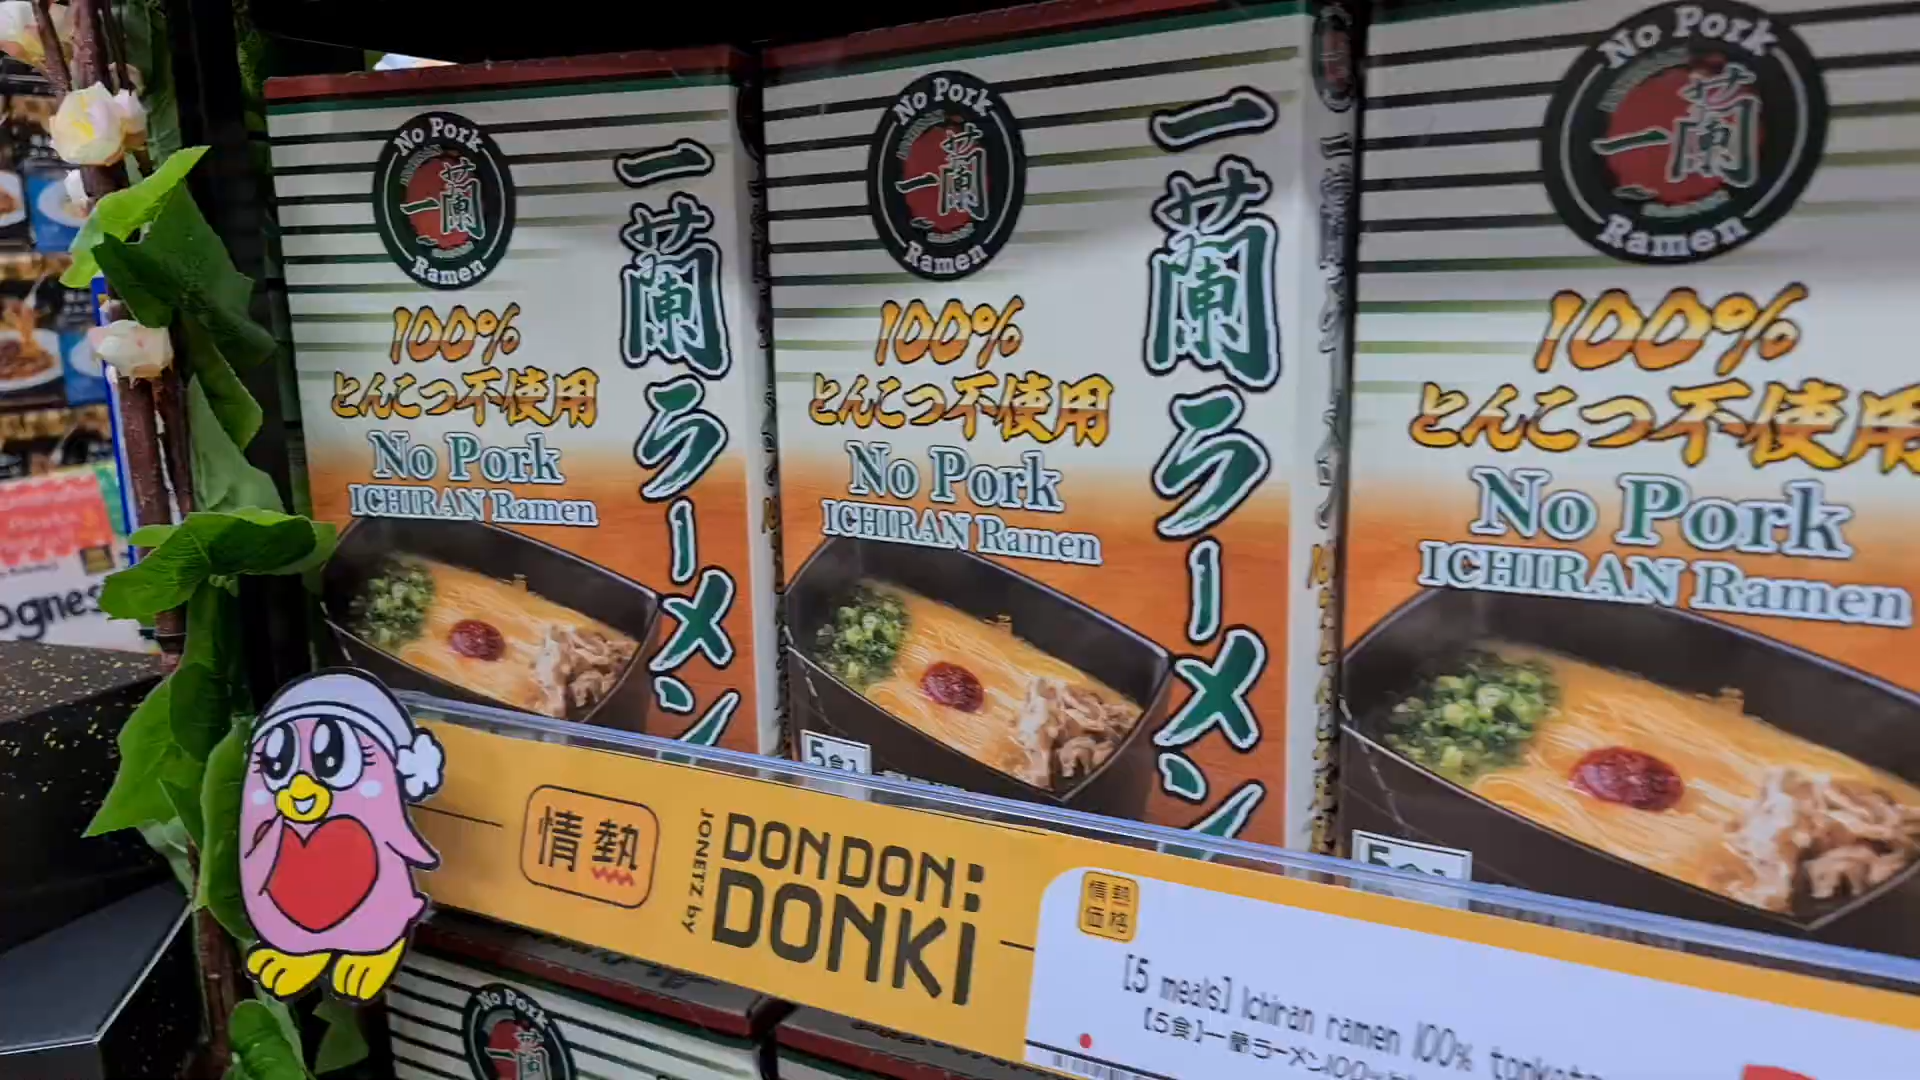 No Pork
一蘭
Ramen
100%
とんこつ不使用
No Pork
ICHIRAN Ramen
一蘭ラーメン
No Pork
一蘭
Ramen
100%
とんこつ不使用
No Pork
ICHIRAN Ramen
一蘭ラーメン
5食入
No Pork
一蘭
Ramen
100%
とんこつ不使用
No Pork
ICHIRAN Ramen
情熱
JONETZ by
DON DON:
DONKI
情熱
価格
[5 meals] Ichiran ramen 100%
【5食】一蘭ラーメン100%
No Pork